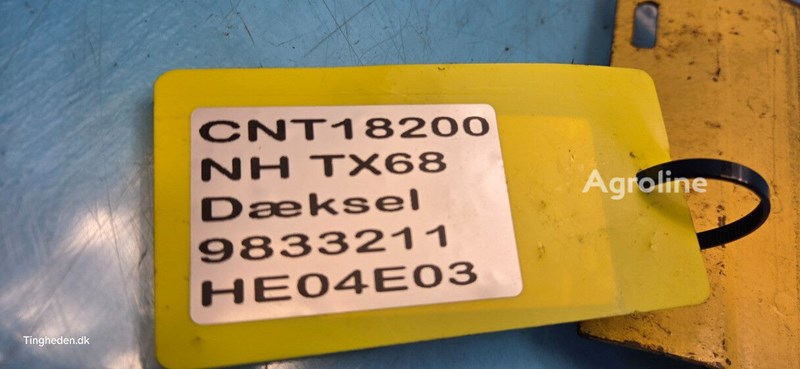 CNT18200
NH TX68
Dæksel
9833211
HE04E03
Agroline
Tingheden.dk